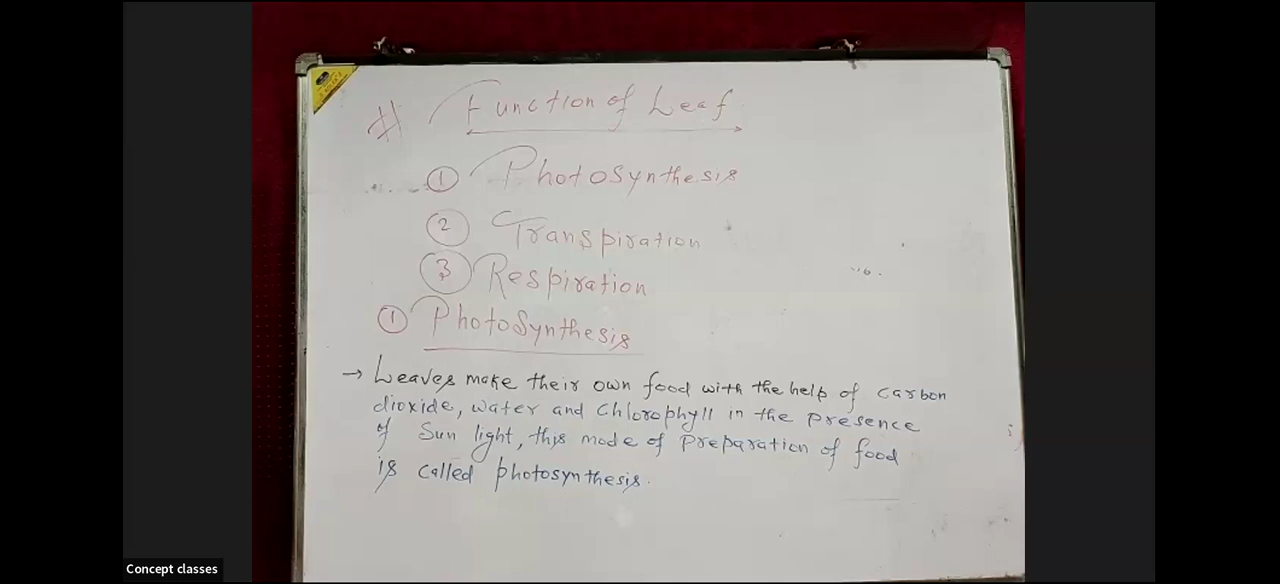 # Function of Leaf
① Photosynthesis
② Transpiration
③ Respiration
① Photosynthesis
→ Leaves make their own food with the help of carbon
dioxide, water and Chlorophyll in the presence
of Sun light, this mode of Preparation of food
is called photosynthesis.
Concept classes